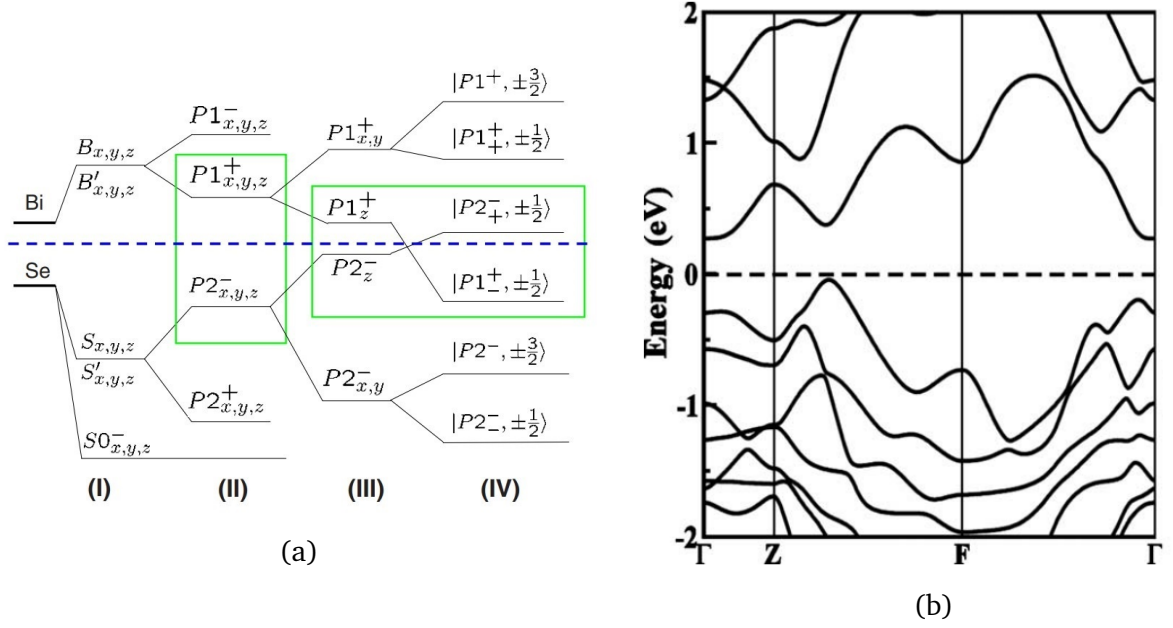 |P1⁺, ±3/2⟩
P1⁻x,y,z
P1⁺x,y
Bx,y,z
|P1⁺₊, ±1/2⟩
B′x,y,z
P1⁺x,y,z
Bi
P1⁺z
|P2⁻₊, ±1/2⟩
Se
P2⁻z
P2⁻x,y,z
|P1⁺₋, ±1/2⟩
Sx,y,z
S′x,y,z
|P2⁻, ±3/2⟩
P2⁻x,y
P2⁺x,y,z
|P2⁻₋, ±1/2⟩
S0⁻x,y,z
(I) (II) (III) (IV)
(a)
2
1
0
-1
-2
Energy (eV)
Γ Z F Γ
(b)